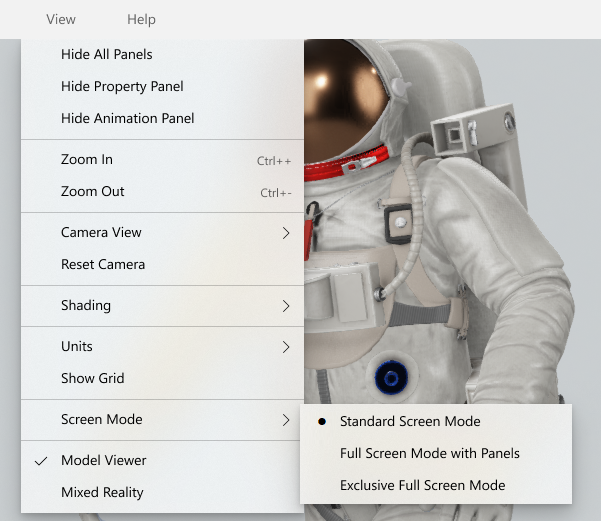 View Help
Hide All Panels
Hide Property Panel
Hide Animation Panel
Zoom In Ctrl++
Zoom Out Ctrl+-
Camera View
Reset Camera
Shading
Units
Show Grid
Screen Mode
Standard Screen Mode
Full Screen Mode with Panels
Exclusive Full Screen Mode
Model Viewer
Mixed Reality